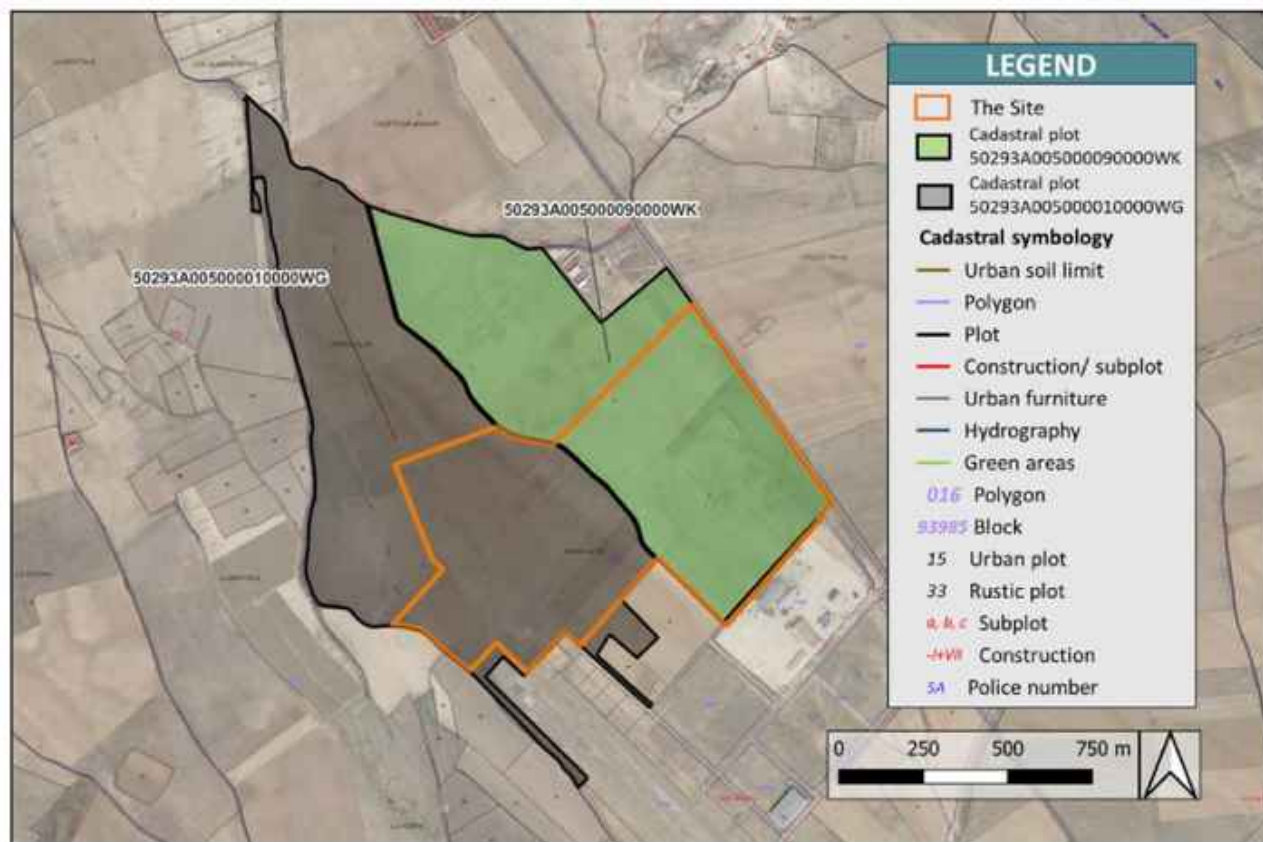 50293A005000090000WK
50293A005000010000WG
LEGEND
The Site
Cadastral plot
50293A005000090000WK
Cadastral plot
50293A005000010000WG
Cadastral symbology
Urban soil limit
Polygon
Plot
Construction/ subplot
Urban furniture
Hydrography
Green areas
016 Polygon
93985 Block
15 Urban plot
33 Rustic plot
a, b, c Subplot
-I+VII Construction
5A Police number
0 250 500 750 m